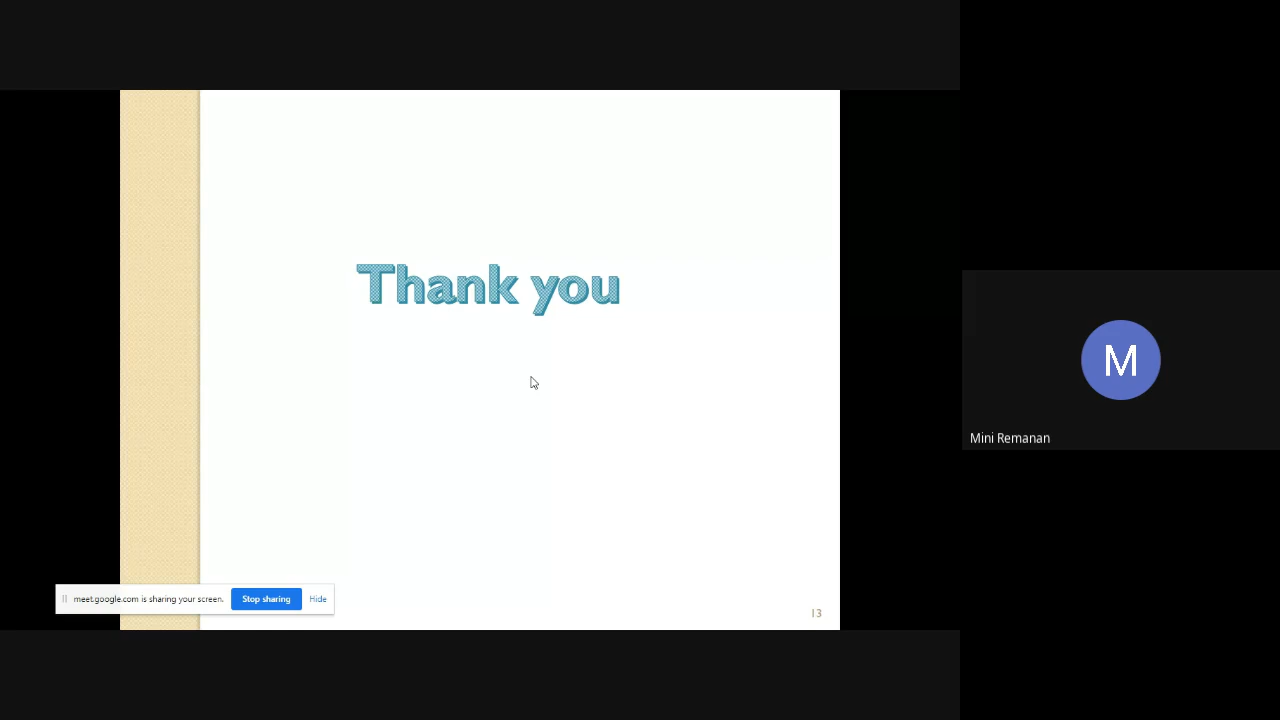 Thank you
M
Mini Remanan
meet.google.com is sharing your screen. Stop sharing Hide
13